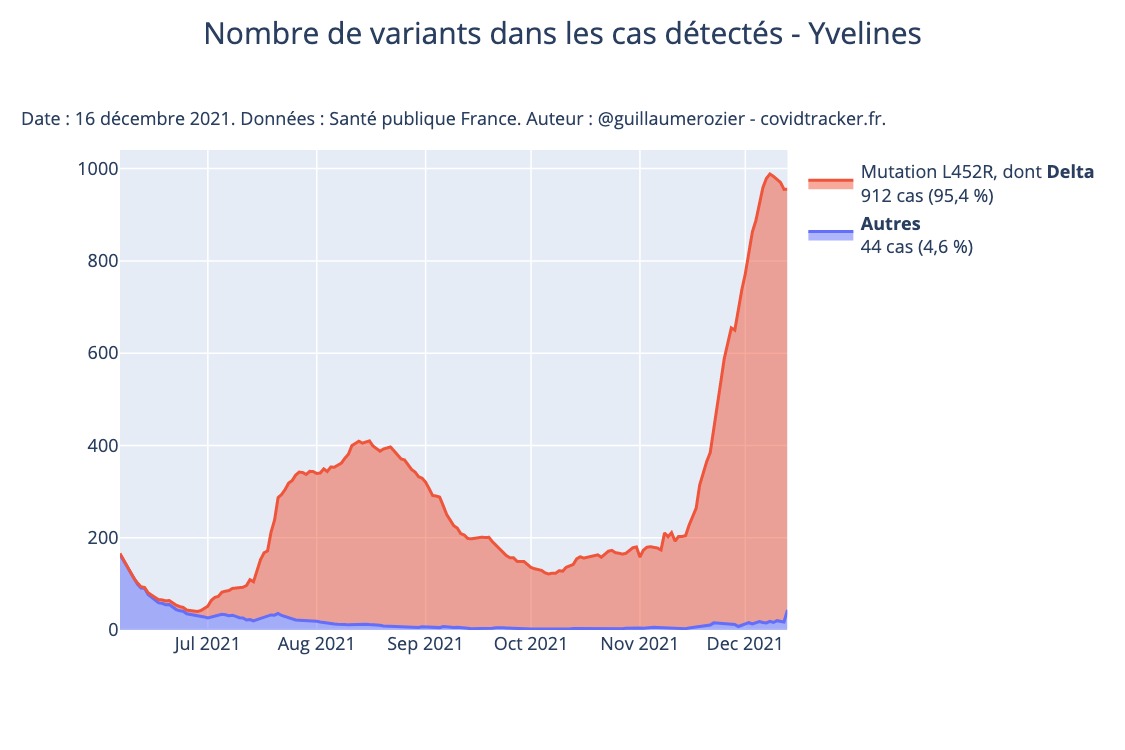 Nombre de variants dans les cas détectés - Yvelines
Date : 16 décembre 2021. Données : Santé publique France. Auteur : @guillaumerozier - covidtracker.fr.
Mutation L452R, dont Delta
912 cas (95,4 %)
Autres
44 cas (4,6 %)
1000
800
600
400
200
0
Jul 2021 Aug 2021 Sep 2021 Oct 2021 Nov 2021 Dec 2021